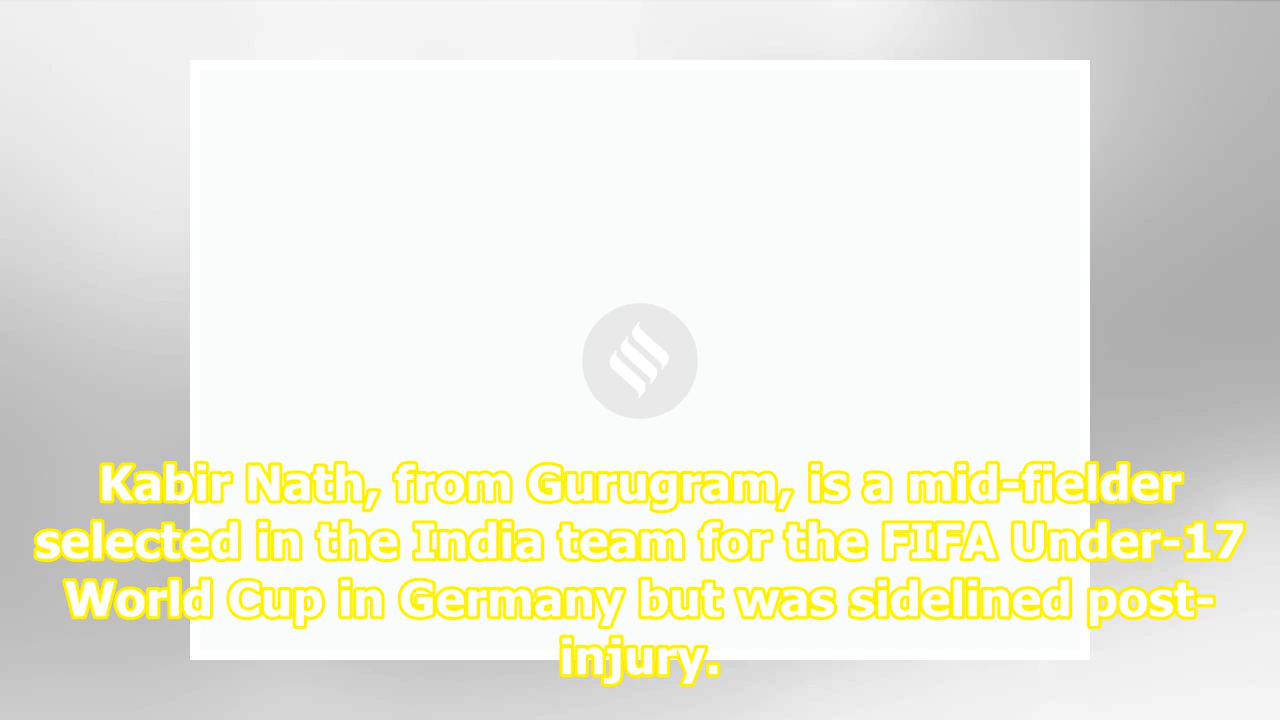 Kabir Nath, from Gurugram, is a mid-fielder
selected in the India team for the FIFA Under-17
World Cup in Germany but was sidelined post-
injury.